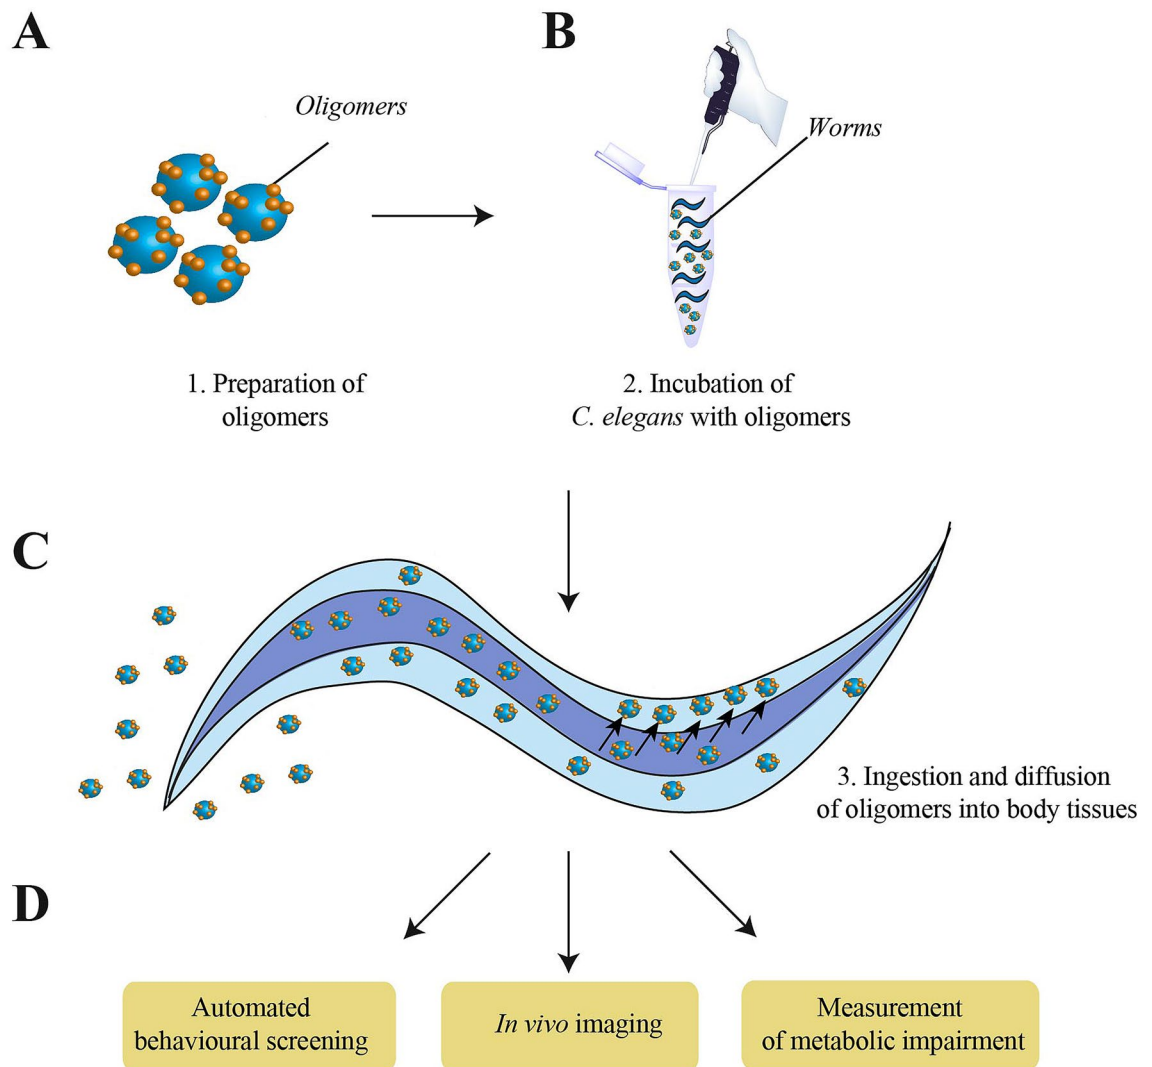 A
B
Oligomers
Worms
1. Preparation of
oligomers
2. Incubation of
C. elegans with oligomers
C
3. Ingestion and diffusion
of oligomers into body tissues
D
Automated
behavioural screening
In vivo imaging
Measurement
of metabolic impairment